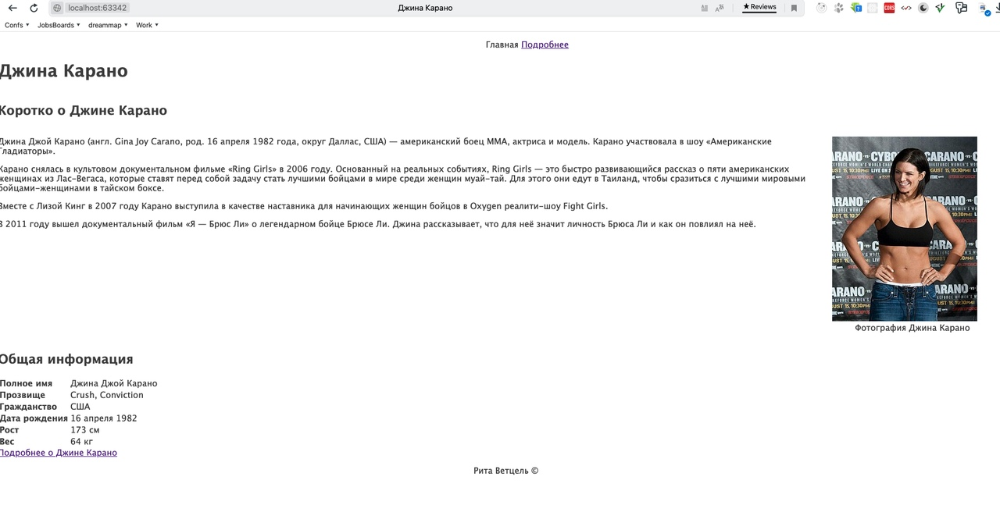 localhost:63342
Джина Карано
★Reviews
CORS
Confs
JobsBoards
dreammap
Work
Главная Подробнее
Джина Карано
Коротко о Джине Карано
Джина Джой Карано (англ. Gina Joy Carano, род. 16 апреля 1982 года, округ Даллас, США) — американский боец ММА, актриса и модель. Карано участвовала в шоу «Американские
Гладиаторы».
Карано снялась в культовом документальном фильме «Ring Girls» в 2006 году. Основанный на реальных событиях, Ring Girls — это быстро развивающийся рассказ о пяти американских
женщинах из Лас-Вегаса, которые ставят перед собой задачу стать лучшими бойцами в мире среди женщин муай-тай. Для этого они едут в Таиланд, чтобы сразиться с лучшими мировыми
бойцами-женщинами в тайском боксе.
Вместе с Лизой Кинг в 2007 году Карано выступила в качестве наставника для начинающих женщин бойцов в Oxygen реалити-шоу Fight Girls.
В 2011 году вышел документальный фильм «Я — Брюс Ли» о легендарном бойце Брюсе Ли. Джина рассказывает, что для неё значит личность Брюса Ли и как он повлиял на неё.
Фотография Джина Карано
Общая информация
Полное имя Джина Джой Карано
Прозвище Crush, Conviction
Гражданство США
Дата рождения 16 апреля 1982
Рост 173 см
Вес 64 кг
Подробнее о Джине Карано
Рита Ветцель ©